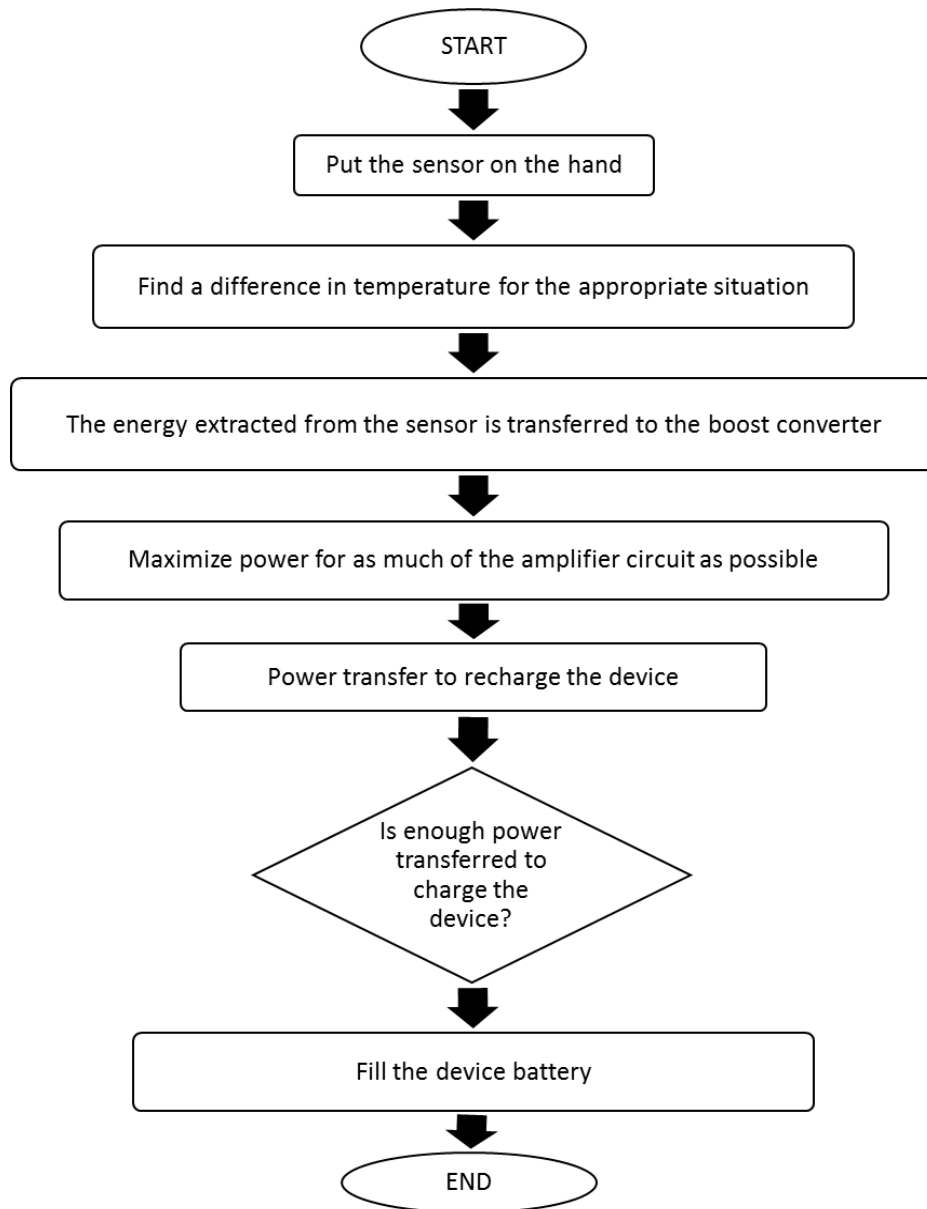 START
Put the sensor on the hand
Find a difference in temperature for the appropriate situation
The energy extracted from the sensor is transferred to the boost converter
Maximize power for as much of the amplifier circuit as possible
Power transfer to recharge the device
Is enough power
transferred to
charge the
device?
Fill the device battery
END